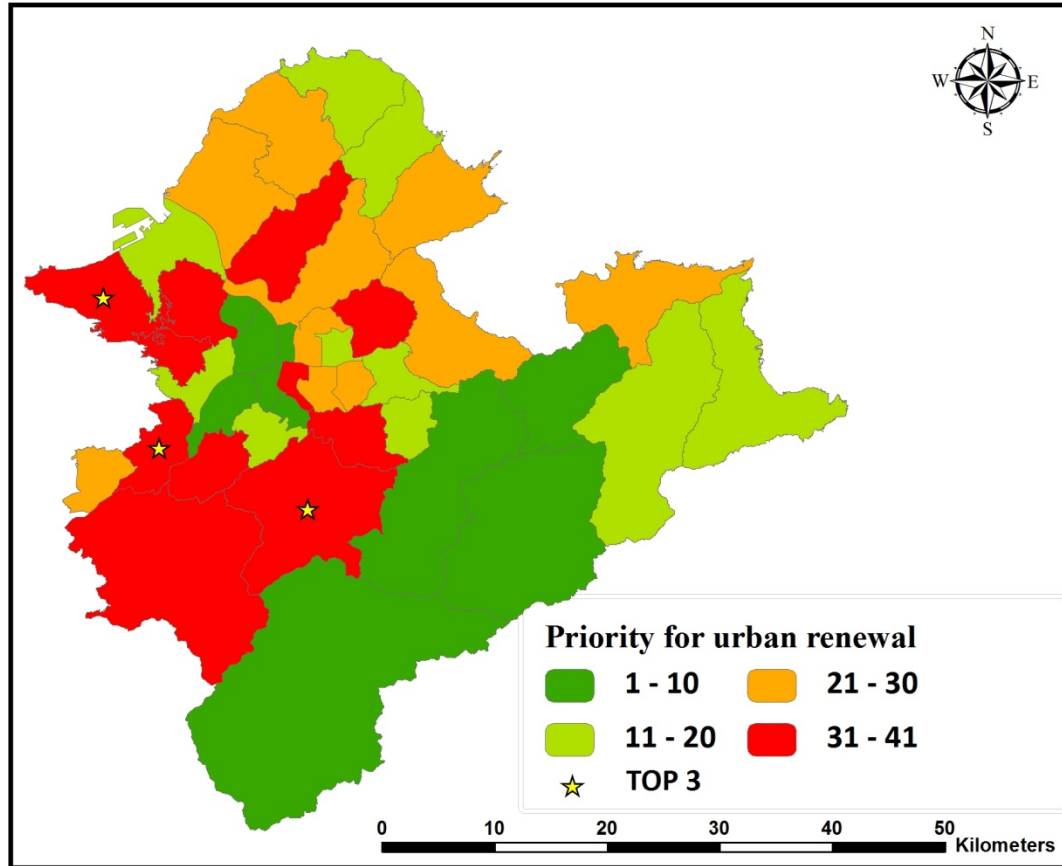 N
W E
S
Priority for urban renewal
1 - 10 21 - 30
11 - 20 31 - 41
TOP 3
0 10 20 30 40 50
Kilometers